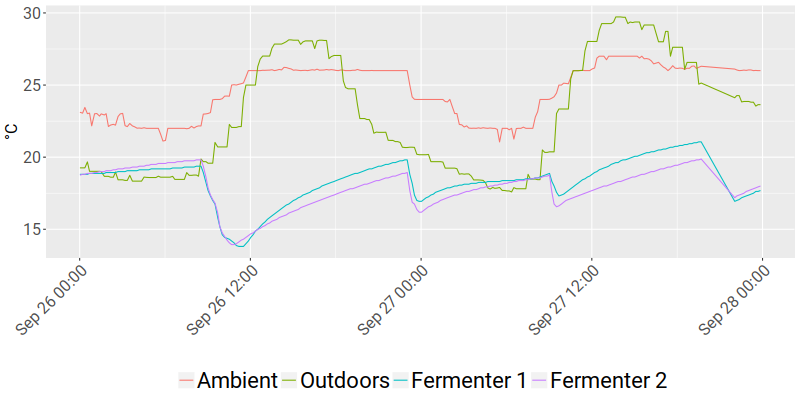 30
25
20
15
°C
Sep 26 00:00
Sep 26 12:00
Sep 27 00:00
Sep 27 12:00
Sep 28 00:00
Ambient Outdoors Fermenter 1 Fermenter 2